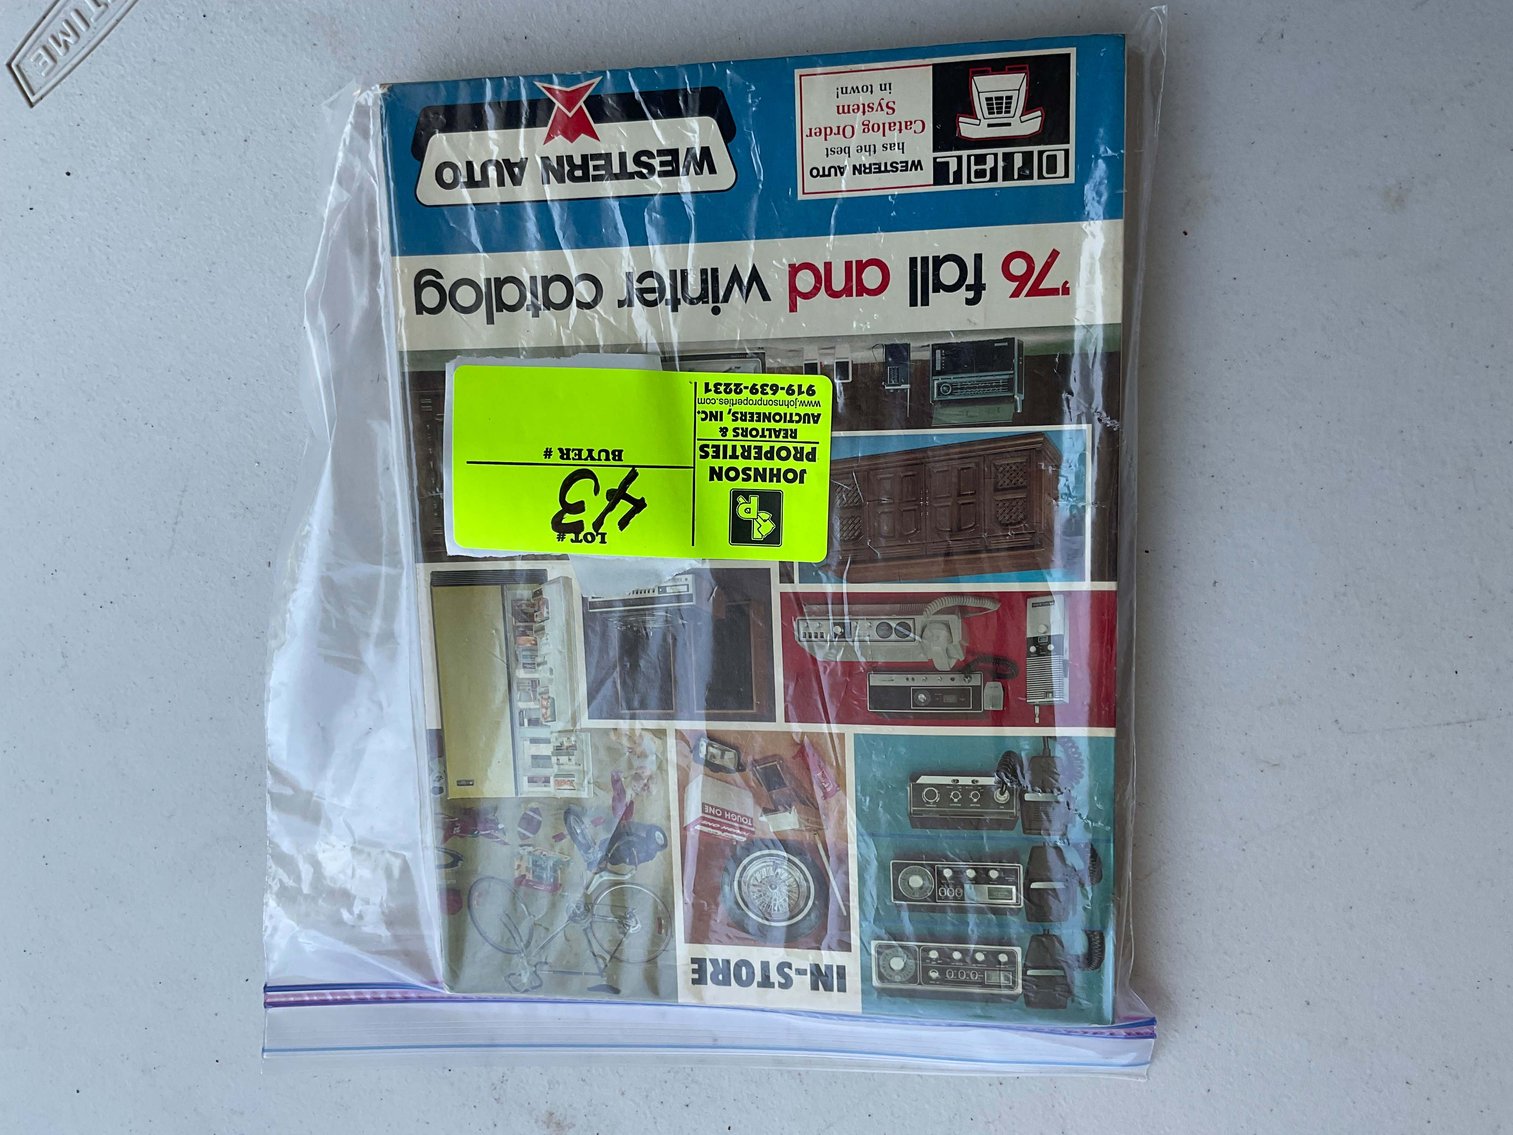 '76 fall and winter catalog
WESTERN AUTO
WESTERN AUTO
has the best
Catalog Order
System
in town!
LOT #
43
BUYER #
JOHNSON
PROPERTIES
REALTORS &
AUCTIONEERS, INC.
www.johnsonproperties.com
919-639-2231
TOUGH ONE
IN-STORE
TIME